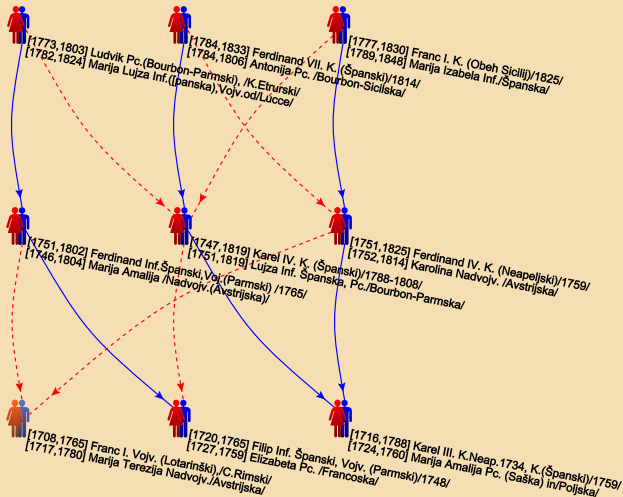 [1773,1803] Ludvik Pc.(Bourbon-Parmski), /K.Etrurski/
[1782,1824] Marija Lujza Inf.([panska),Vojv.od/Lucce/
[1784,1833] Ferdinand VII. K. (Španski)/1814/
[1784,1806] Antonija Pc. /Bourbon-Sicilska/
[1777,1830] Franc I. K. (Obeh Sicilij)/1825/
[1789,1848] Marija Izabela Inf./Španska/
[1751,1802] Ferdinand Inf.Španski,Voj.(Parmski) /1765/
[1746,1804] Marija Amalija /Nadvojv.(Avstrijska)/
[1747,1819] Karel IV. K. (Španski)/1788-1808/
[1751,1819] Lujza Inf. Španska, Pc./Bourbon-Parmska/
[1751,1825] Ferdinand IV. K. (Neapeljski)/1759/
[1752,1814] Karolina Nadvojv. /Avstrijska/
[1708,1765] Franc I. Vojv. (Lotarinški),/C.Rimski/
[1717,1780] Marija Terezija Nadvojv./Avstrijska/
[1720,1765] Filip Inf. Španski, Vojv. (Parmski)/1748/
[1727,1759] Elizabeta Pc. /Francoska/
[1716,1788] Karel III. K.Neap.1734, K.(Španski)/1759/
[1724,1760] Marija Amalija Pc. (Saška) in/Poljska/